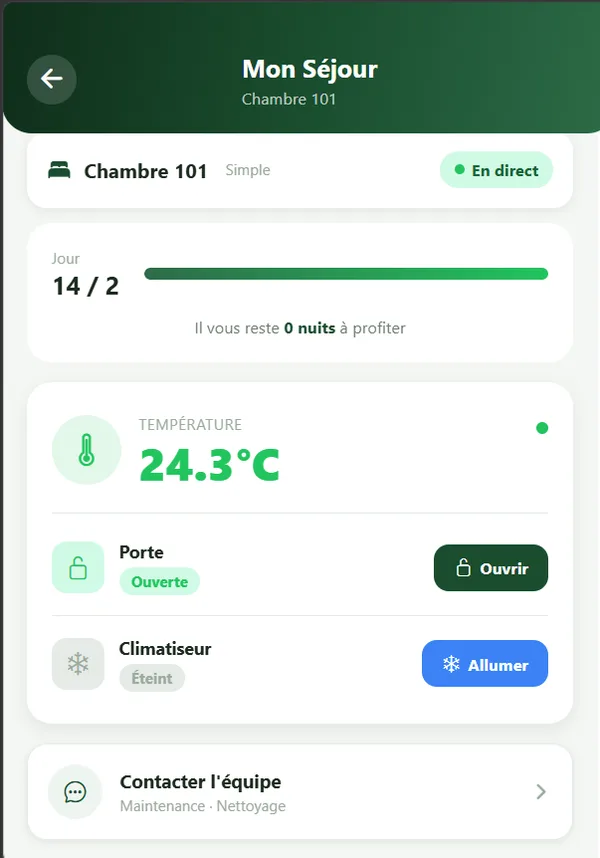 Mon Séjour
Chambre 101
Chambre 101 Simple En direct
Jour
14 / 2
Il vous reste 0 nuits à profiter
TEMPÉRATURE
24.3°C
Porte
Ouverte
Ouvrir
Climatiseur
Éteint
Allumer
Contacter l'équipe
Maintenance · Nettoyage